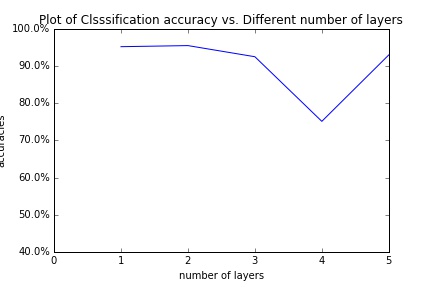 Plot of Clsssification accuracy vs. Different number of layers
100.0%
90.0%
80.0%
70.0%
60.0%
50.0%
40.0%
accuracies
0 1 2 3 4 5
number of layers